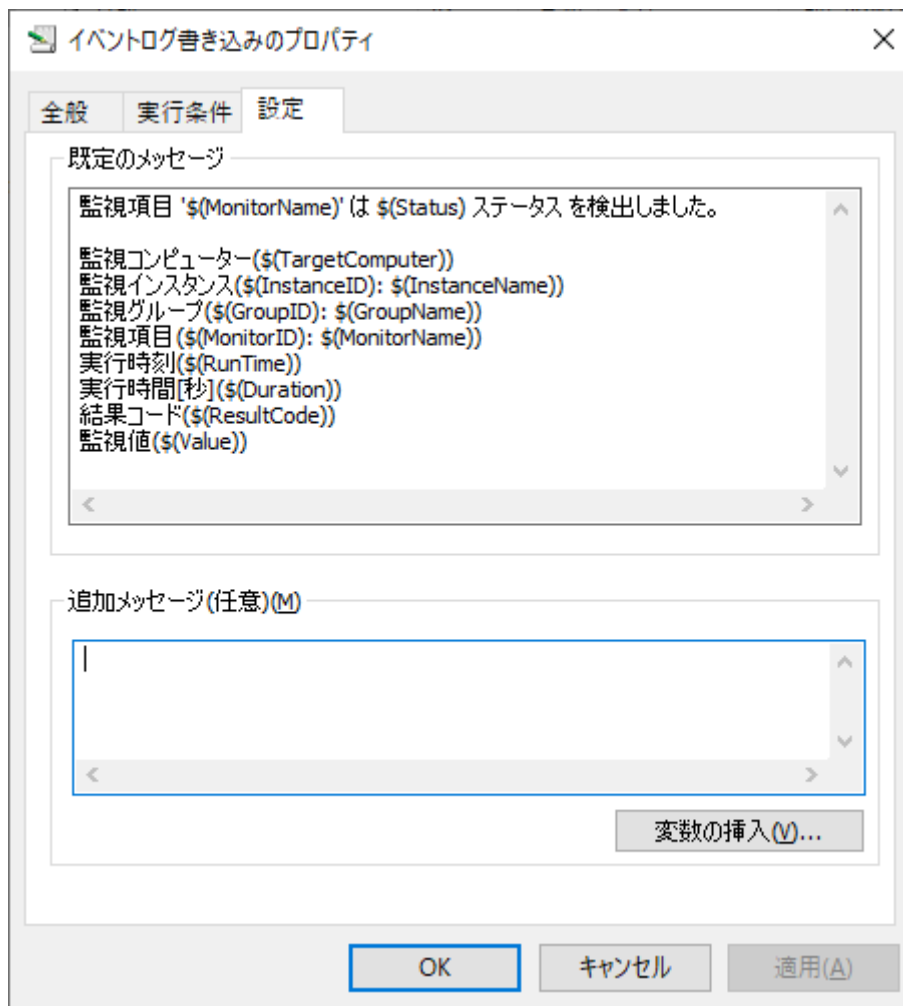 イベントログ書き込みのプロパティ
全般 実行条件 設定
既定のメッセージ
監視項目 '$(MonitorName)' は $(Status) ステータス を検出しました。
監視コンピューター($(TargetComputer))
監視インスタンス($(InstanceID): $(InstanceName))
監視グループ($(GroupID): $(GroupName))
監視項目($(MonitorID): $(MonitorName))
実行時刻($(RunTime))
実行時間[秒]($(Duration))
結果コード($(ResultCode))
監視値($(Value))
追加メッセージ(任意)(M)
変数の挿入(V)...
OK キャンセル 適用(A)